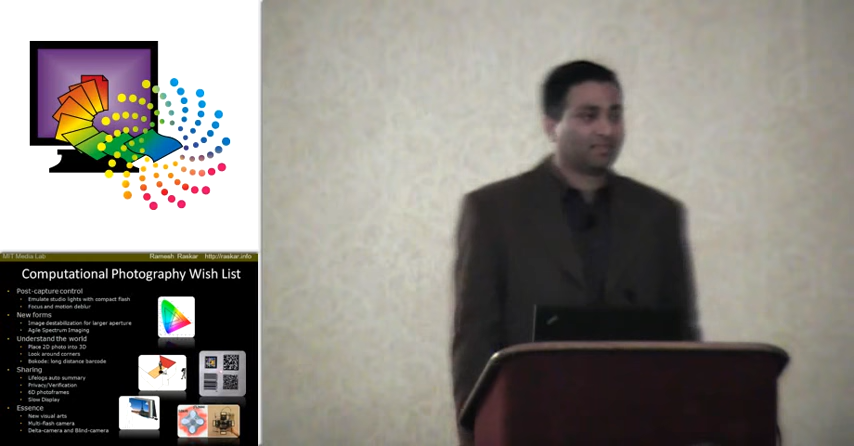 MIT Media Lab Ramesh Raskar http://raskar.info
Computational Photography Wish List
• Post-capture control
• Emulate studio lights with compact flash
• Focus and motion deblur
• New forms
• Image destabilization for larger aperture
• Agile Spectrum Imaging
• Understand the world
• Place 2D photo into 3D
• Look around corners
• Bokode: long distance barcode
• Sharing
• Lifelogs auto summary
• Privacy/Verification
• 6D photoframes
• Slow Display
• Essence
• New visual arts
• Multi-flash camera
• Delta-camera and Blind-camera